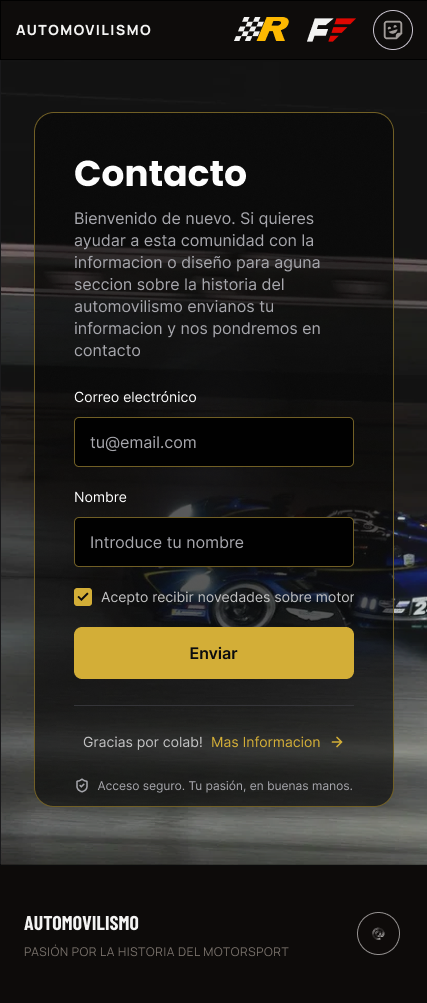 AUTOMOVILISMO
R
FF
Contacto
Bienvenido de nuevo. Si quieres
ayudar a esta comunidad con la
informacion o diseño para aguna
seccion sobre la historia del
automovilismo envianos tu
informacion y nos pondremos en
contacto
Correo electrónico
tu@email.com
Nombre
Introduce tu nombre
Acepto recibir novedades sobre motor
Enviar
Gracias por colab! Mas Informacion →
Acceso seguro. Tu pasión, en buenas manos.
AUTOMOVILISMO
PASIÓN POR LA HISTORIA DEL MOTORSPORT